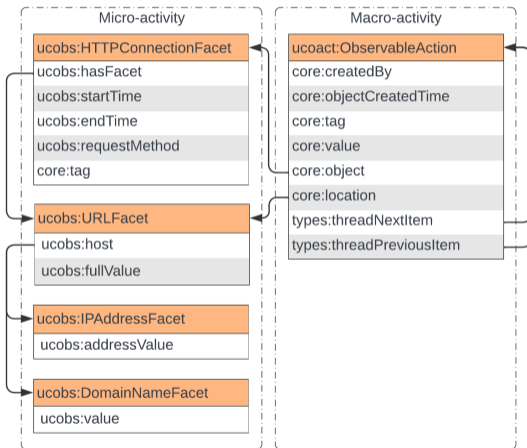 Micro-activity
ucobs:HTTPConnectionFacet
ucobs:hasFacet
ucobs:startTime
ucobs:endTime
ucobs:requestMethod
core:tag
ucobs:URLFacet
ucobs:host
ucobs:fullValue
ucobs:IPAddressFacet
ucobs:addressValue
ucobs:DomainNameFacet
ucobs:value
Macro-activity
ucoact:ObservableAction
core:createdBy
core:objectCreatedTime
core:tag
core:value
core:object
core:location
types:threadNextItem
types:threadPreviousItem